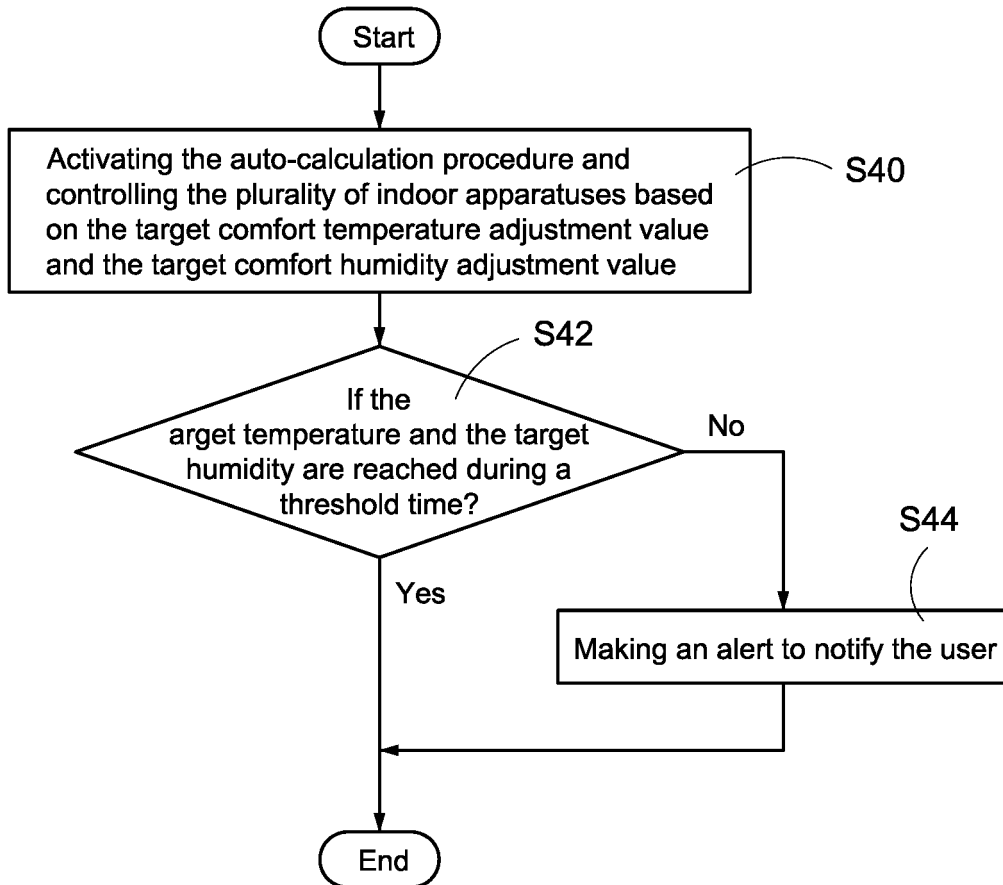 Start
Activating the auto-calculation procedure and
controlling the plurality of indoor apparatuses based
on the target comfort temperature adjustment value
and the target comfort humidity adjustment value
S40
S42
If the
arget temperature and the target
humidity are reached during a
threshold time?
No
Yes
S44
Making an alert to notify the user
End